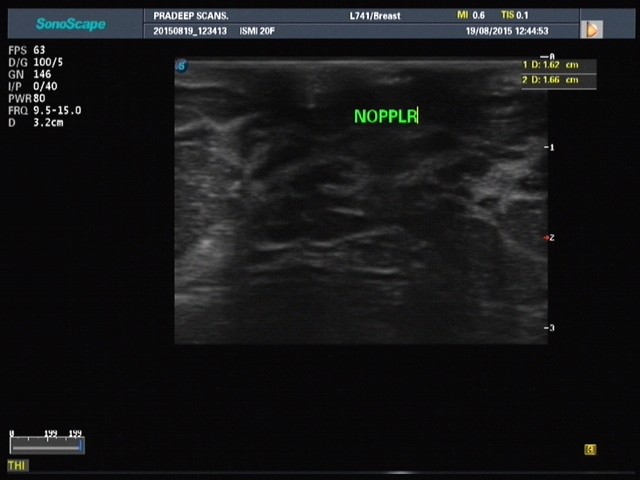 SonoScape
PRADEEP SCANS.
L741/Breast
MI 0.6
TIS 0.1
20150819_123413
ISMI 20F
19/08/2015 12:44:53
FPS 63
D/G 100/5
GN 146
I/P 0/40
PWR 80
FRQ 9.5-15.0
D 3.2cm
S
A
1 D: 1.62 cm
2 D: 1.66 cm
NOPPLR
1
2
3
0 199 199
THI